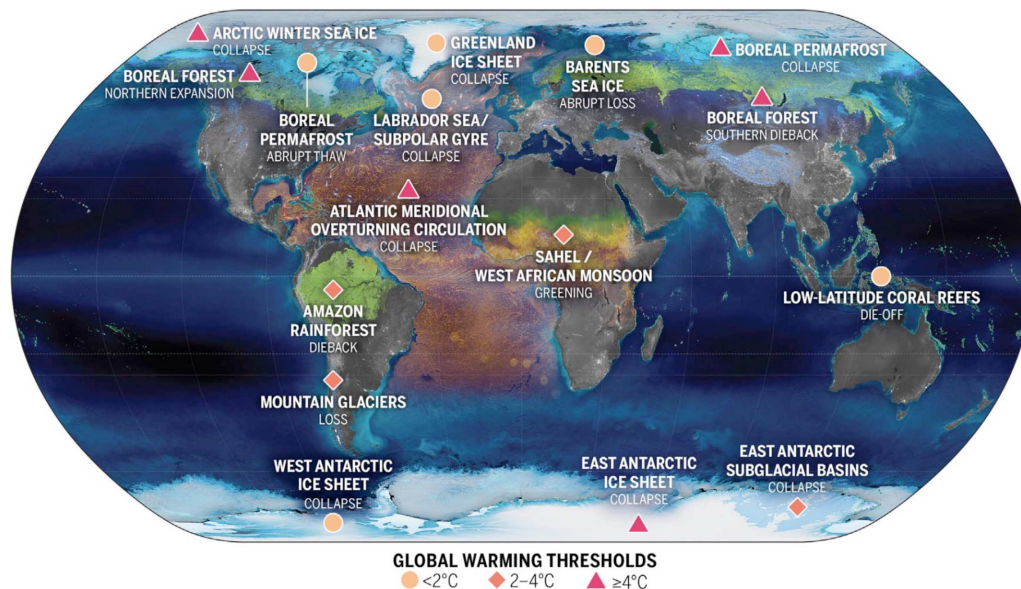 ARCTIC WINTER SEA ICE
COLLAPSE
GREENLAND
ICE SHEET
COLLAPSE
BARENTS
SEA ICE
ABRUPT LOSS
BOREAL PERMAFROST
COLLAPSE
BOREAL FOREST
NORTHERN EXPANSION
BOREAL
PERMAFROST
ABRUPT THAW
LABRADOR SEA/
SUBPOLAR GYRE
COLLAPSE
BOREAL FOREST
SOUTHERN DIEBACK
ATLANTIC MERIDIONAL
OVERTURNING CIRCULATION
COLLAPSE
SAHEL /
WEST AFRICAN MONSOON
GREENING
LOW-LATITUDE CORAL REEFS
DIE-OFF
AMAZON
RAINFOREST
DIEBACK
MOUNTAIN GLACIERS
LOSS
WEST ANTARCTIC
ICE SHEET
COLLAPSE
EAST ANTARCTIC
ICE SHEET
COLLAPSE
EAST ANTARCTIC
SUBGLACIAL BASINS
COLLAPSE
GLOBAL WARMING THRESHOLDS
<2°C 2–4°C ≥4°C